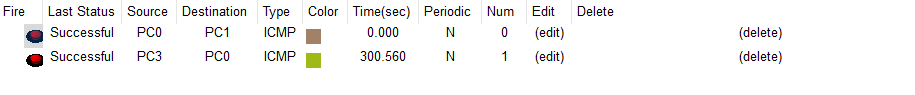 Fire Last Status Source Destination Type Color Time(sec) Periodic Num Edit Delete
Successful PC0 PC1 ICMP 0.000 N 0 (edit) (delete)
Successful PC3 PC0 ICMP 300.560 N 1 (edit) (delete)